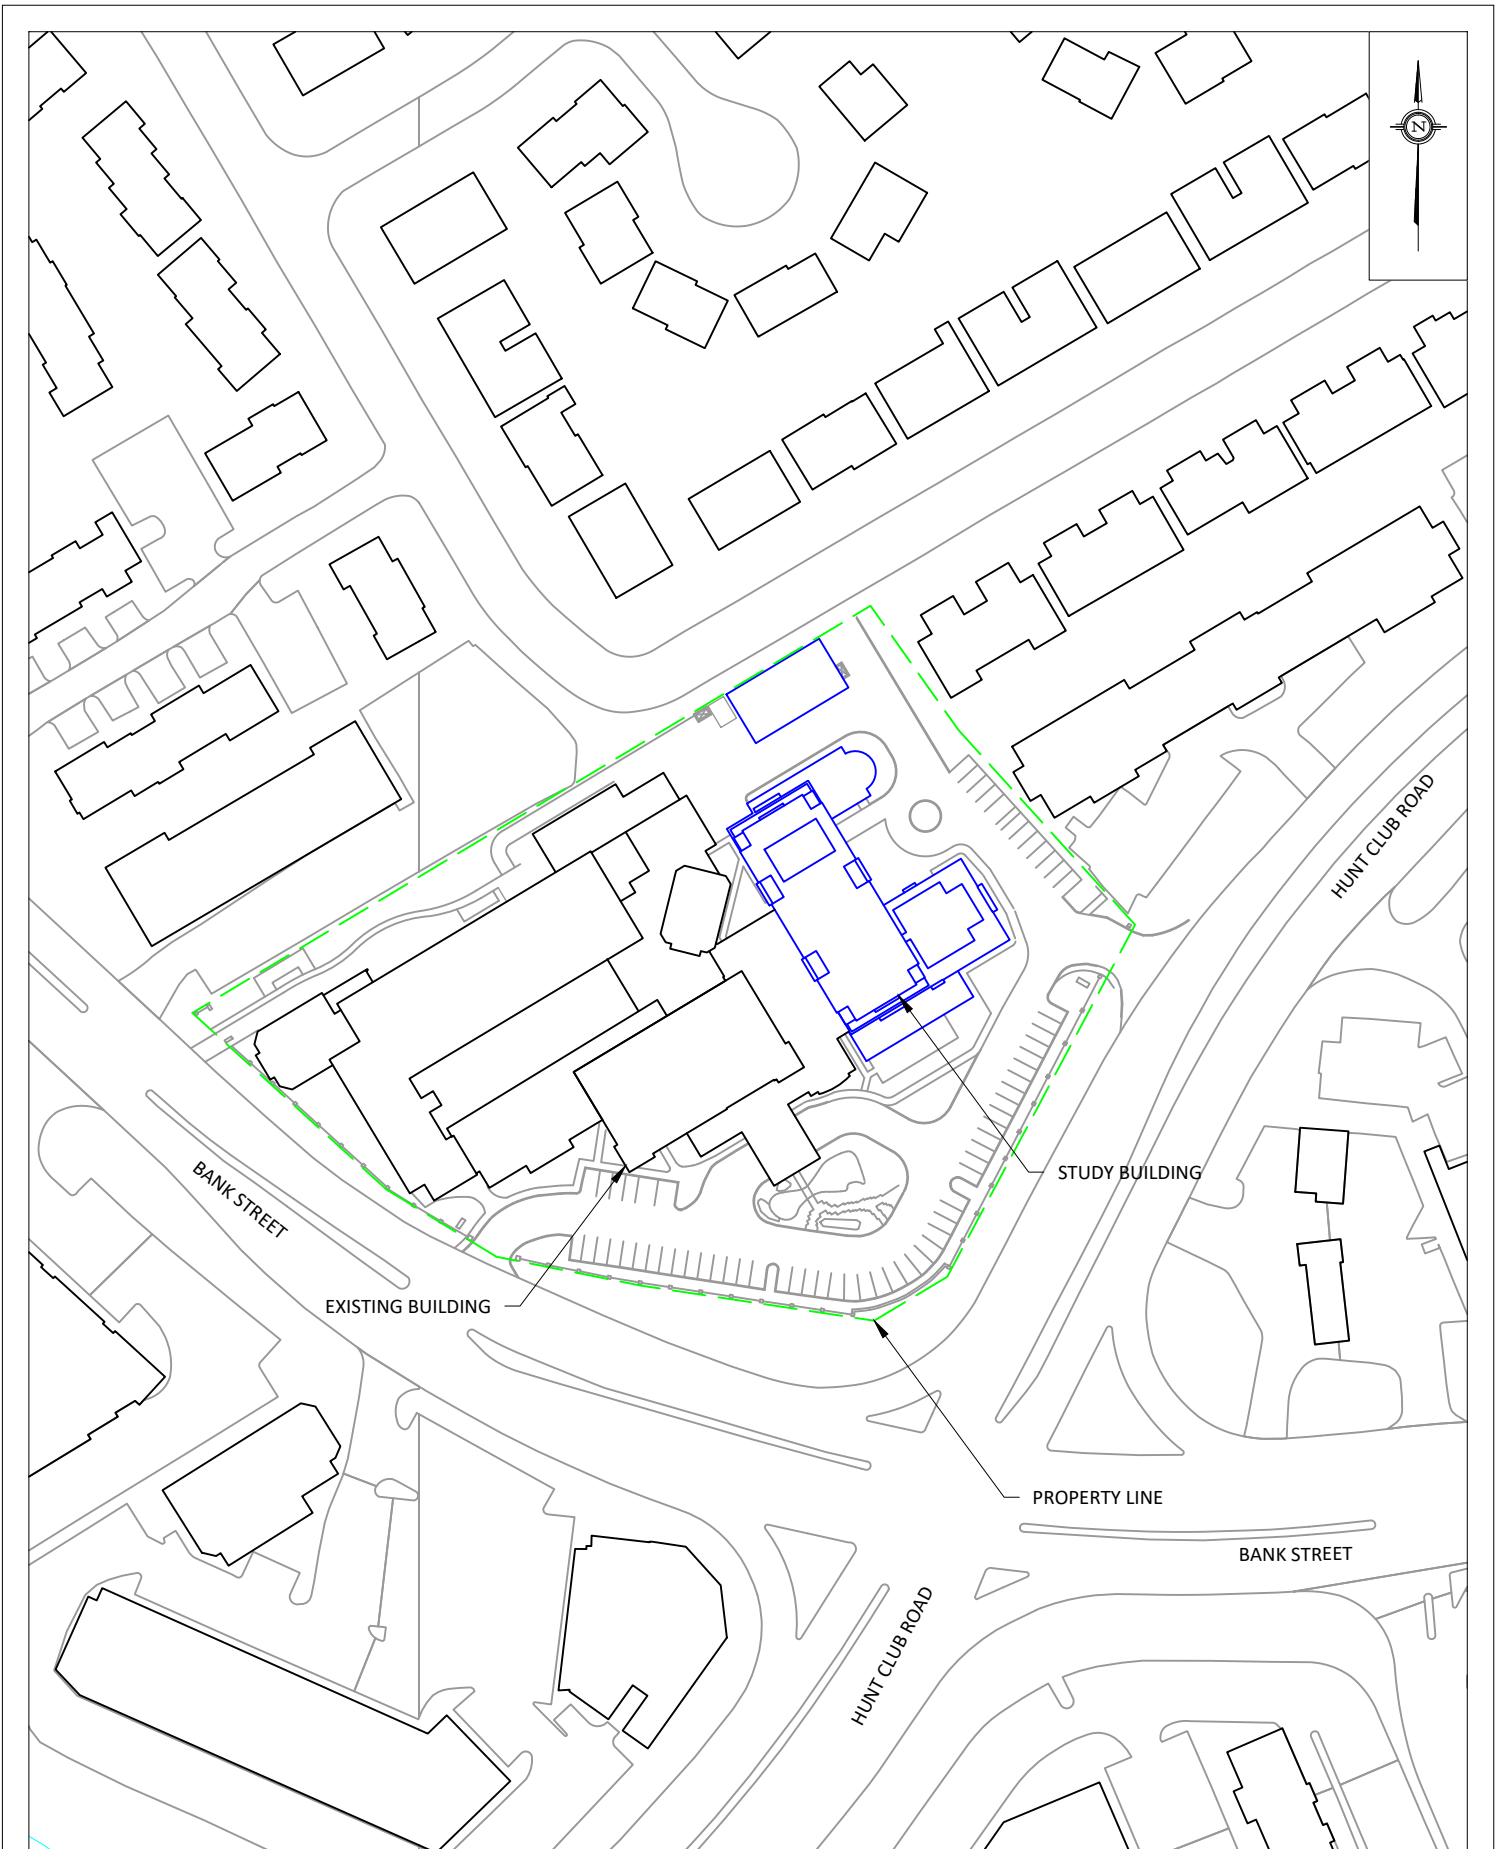 N
HUNT CLUB ROAD
BANK STREET
STUDY BUILDING
EXISTING BUILDING
PROPERTY LINE
BANK STREET
HUNT CLUB ROAD